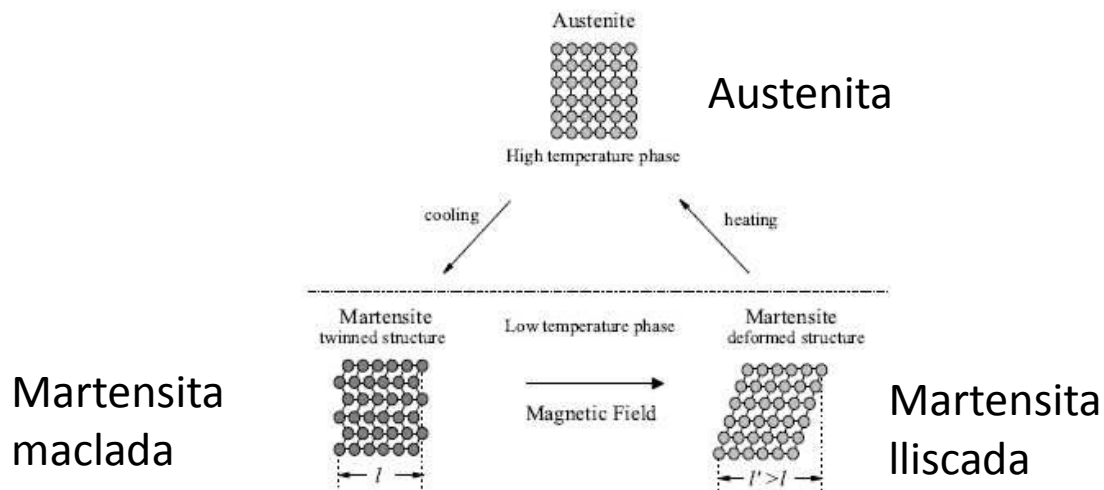 Austenite
Austenita
High temperature phase
cooling
heating
Martensite
twinned structure
Low temperature phase
Martensite
deformed structure
Martensita
maclada
Magnetic Field
Martensita
lliscada
l
l' > l